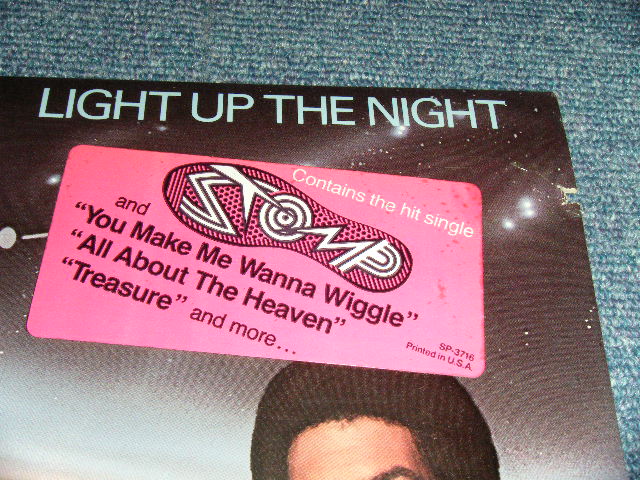 LIGHT UP THE NIGHT
Contains the hit single
STOMP
and
"You Make Me Wanna Wiggle"
"All About The Heaven"
"Treasure" and more...
SP-3716
Printed in U.S.A.